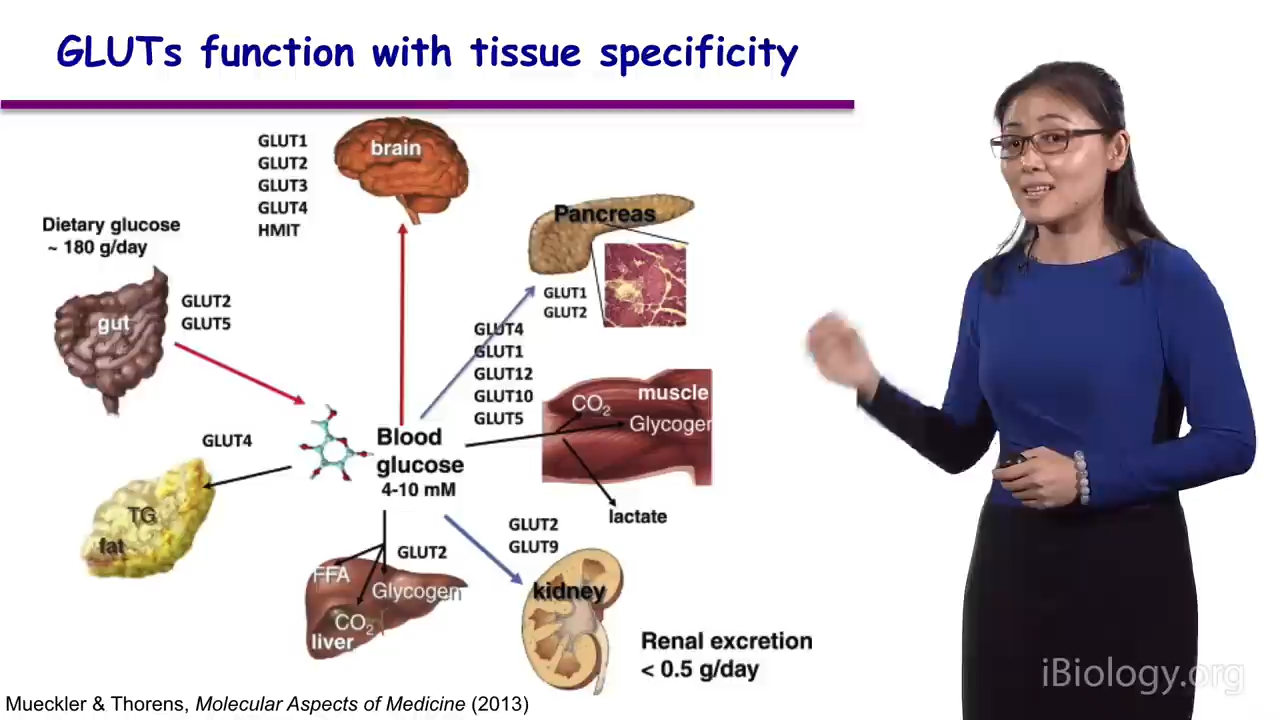 GLUTs function with tissue specificity
GLUT1
GLUT2
GLUT3
GLUT4
HMIT
brain
Dietary glucose
~ 180 g/day
gut
GLUT2
GLUT5
Pancreas
GLUT1
GLUT2
GLUT4
GLUT1
GLUT12
GLUT10
GLUT5
CO2
muscle
Glycoger
lactate
GLUT4
TG
fat
Blood
glucose
4-10 mM
GLUT2
FFA
Glycogen
CO2
liver
GLUT2
GLUT9
kidney
Renal excretion
< 0.5 g/day
Mueckler & Thorens, Molecular Aspects of Medicine (2013)
iBiology.org